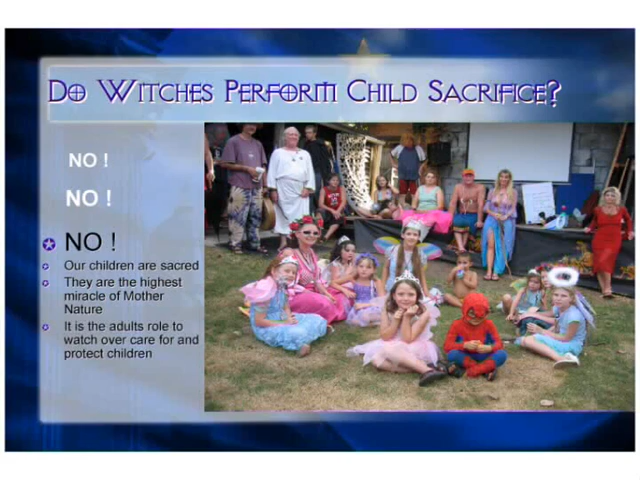 Do Witches Perform Child Sacrifice?
NO !
NO !
NO !
Our children are sacred
They are the highest
miracle of Mother
Nature
It is the adults role to
watch over care for and
protect children